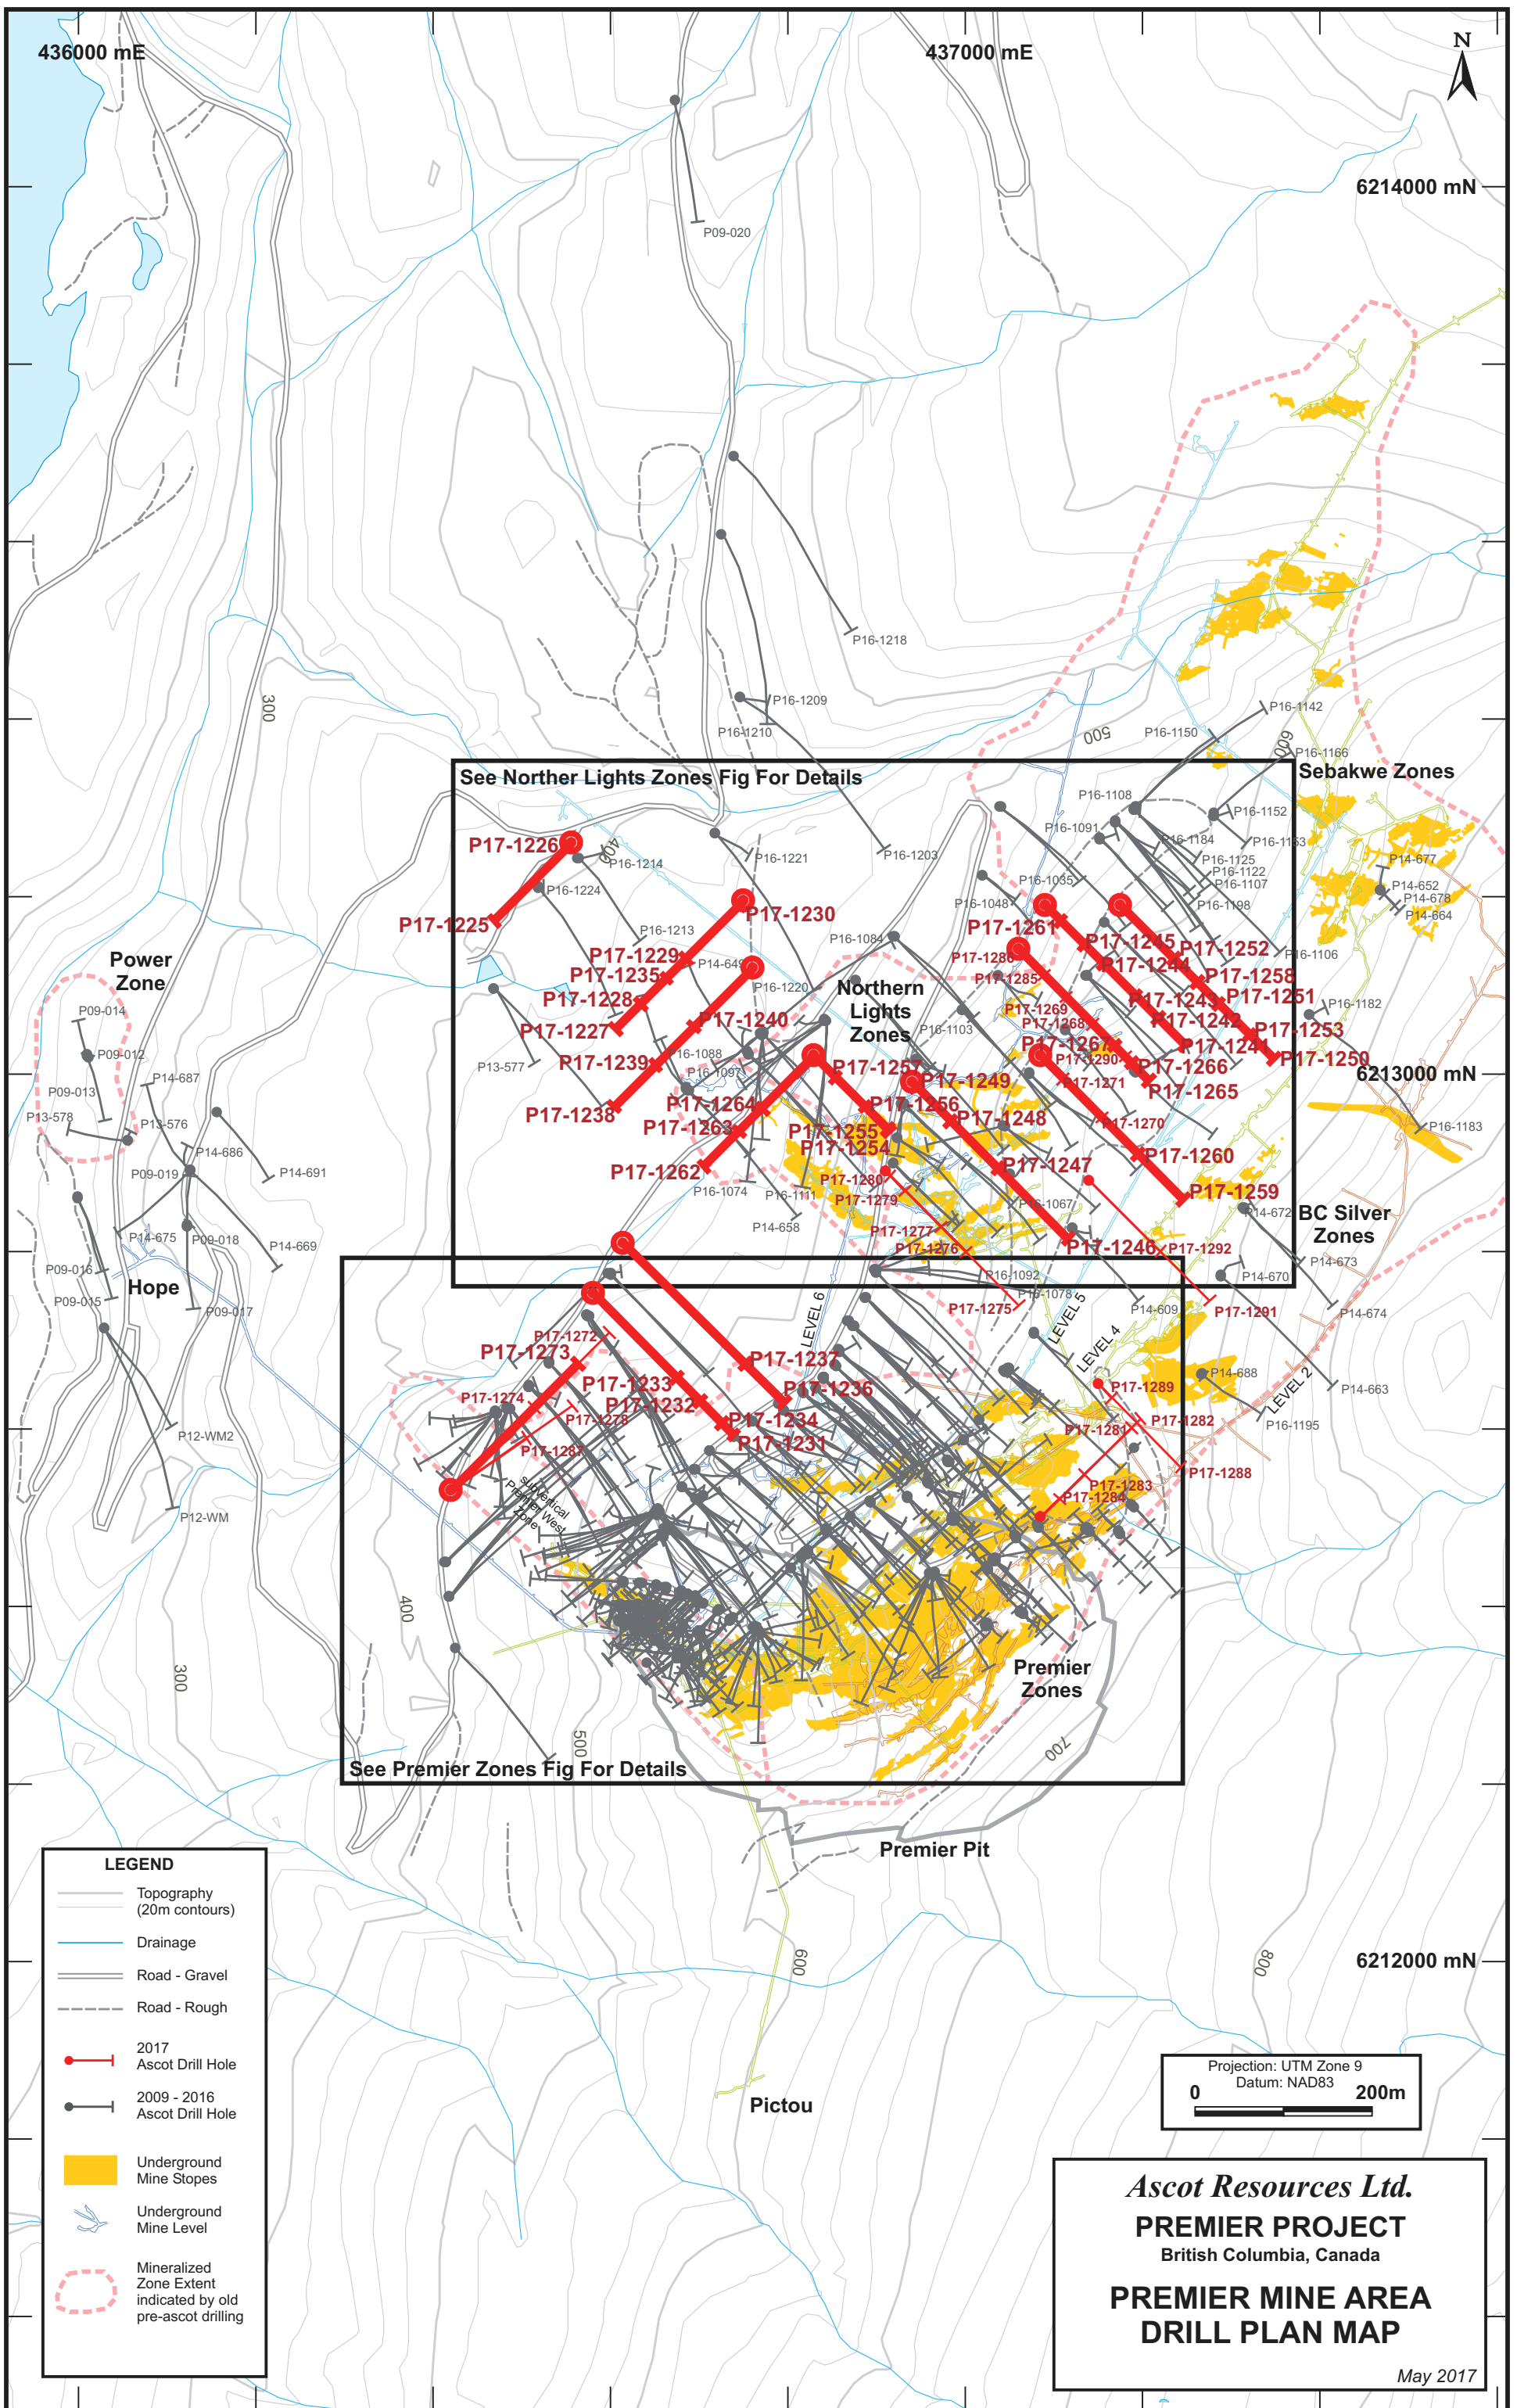 436000 mE
437000 mE
N
6214000 mN
P09-020
P16-1218
P16-1209
P16-1210
300
500
P16-1142
P16-1150
600
P16-1166
See Norther Lights Zones Fig For Details
Sebakwe Zones
P16-1108
P16-1152
P16-1091
P16-1184
P16-1163
P17-1226
400
P16-1214
P16-1221
P16-1203
P16-1125
P16-1122
P16-1107
P14-677
P16-1035
P14-652
P14-678
P14-664
P16-1224
P16-1048
P16-1198
P17-1225
P17-1230
P17-1261
P16-1213
P16-1084
P17-1245
P17-1252
P16-1106
P17-1229
P14-649
P17-1286
P17-1244
Power
Zone
P17-1235
P17-1285
P17-1258
P16-1220
Northern
Lights
Zones
P17-1228
P17-1243
P17-1251
P16-1182
P09-014
P17-1269
P17-1227
P17-1240
P16-1103
P17-1268
P17-1242
P17-1253
P09-012
P16-1088
P17-1267
P17-1241
P13-577
P17-1239
P17-1257
P17-1290
P17-1266
P17-1250
6213000 mN
P14-687
P16-1097
P17-1249
P17-1271
P17-1265
P09-013
P17-1264
P17-1256
P17-1248
P13-578
P17-1238
P13-576
P17-1263
P17-1255
P17-1270
P16-1183
P14-686
P17-1254
P17-1260
P09-019
P14-691
P17-1262
P17-1280
P17-1247
P16-1074
P16-1111
P17-1279
P17-1259
P14-658
P16-1067
P14-672
BC Silver
Zones
P14-675
P09-018
P17-1277
P14-669
P17-1276
P17-1246
P17-1292
P14-673
P09-016
P16-1092
P14-670
Hope
P16-1078
P09-015
P09-017
P17-1275
P14-609
P17-1291
P14-674
LEVEL 6
LEVEL 5
P17-1272
LEVEL 4
P17-1273
P17-1237
P17-1233
P17-1236
P17-1289
P14-688
P14-663
LEVEL 2
P17-1274
P17-1232
P17-1278
P17-1234
P17-1282
P17-1281
P16-1195
P12-WM2
P17-1231
P17-1287
P17-1288
P17-1283
subvertical
Premier West
Zone
P17-1284
P12-WM
400
300
Premier
Zones
500
700
See Premier Zones Fig For Details
Premier Pit
LEGEND
Topography
(20m contours)
Drainage
Road - Gravel
Road - Rough
2017
Ascot Drill Hole
2009 - 2016
Ascot Drill Hole
Underground
Mine Stopes
Underground
Mine Level
Mineralized
Zone Extent
indicated by old
pre-ascot drilling
600
800
6212000 mN
Pictou
Projection: UTM Zone 9
Datum: NAD83
0 200m
Ascot Resources Ltd.
PREMIER PROJECT
British Columbia, Canada
PREMIER MINE AREA
DRILL PLAN MAP
May 2017